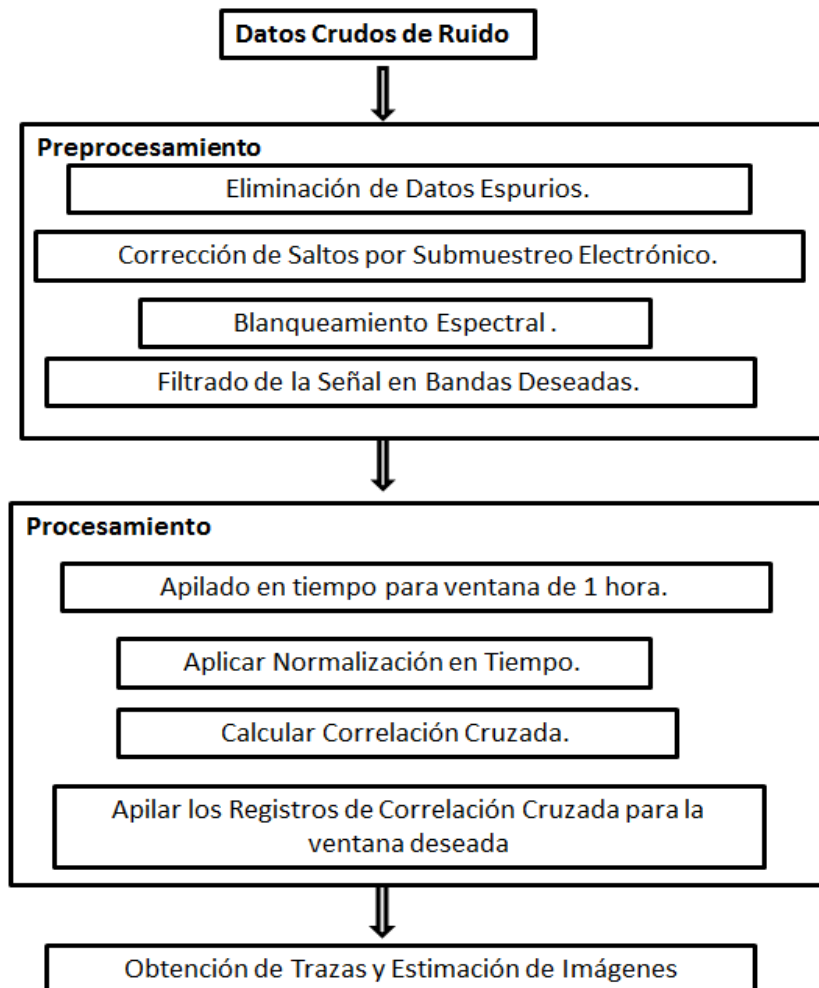 Datos Crudos de Ruido
Preprocesamiento
Eliminación de Datos Espurios.
Corrección de Saltos por Submuestreo Electrónico.
Blanqueamiento Espectral .
Filtrado de la Señal en Bandas Deseadas.
Procesamiento
Apilado en tiempo para ventana de 1 hora.
Aplicar Normalización en Tiempo.
Calcular Correlación Cruzada.
Apilar los Registros de Correlación Cruzada para la
ventana deseada
Obtención de Trazas y Estimación de Imágenes